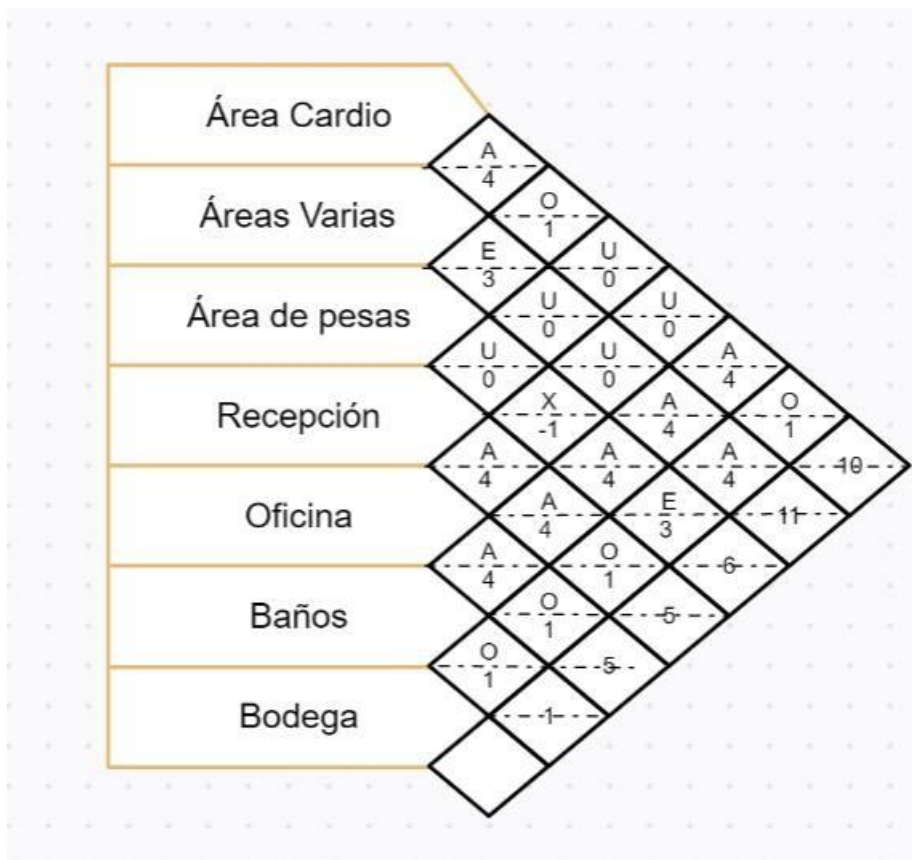 Área Cardio
A
4
Áreas Varias
O
1
E
3
U
0
Área de pesas
U
0
U
0
U
0
U
0
A
4
Recepción
X
-1
A
4
O
1
A
4
A
4
A
4
10
Oficina
A
4
E
3
11
A
4
O
1
6
Baños
O
1
5
O
1
5
Bodega
1